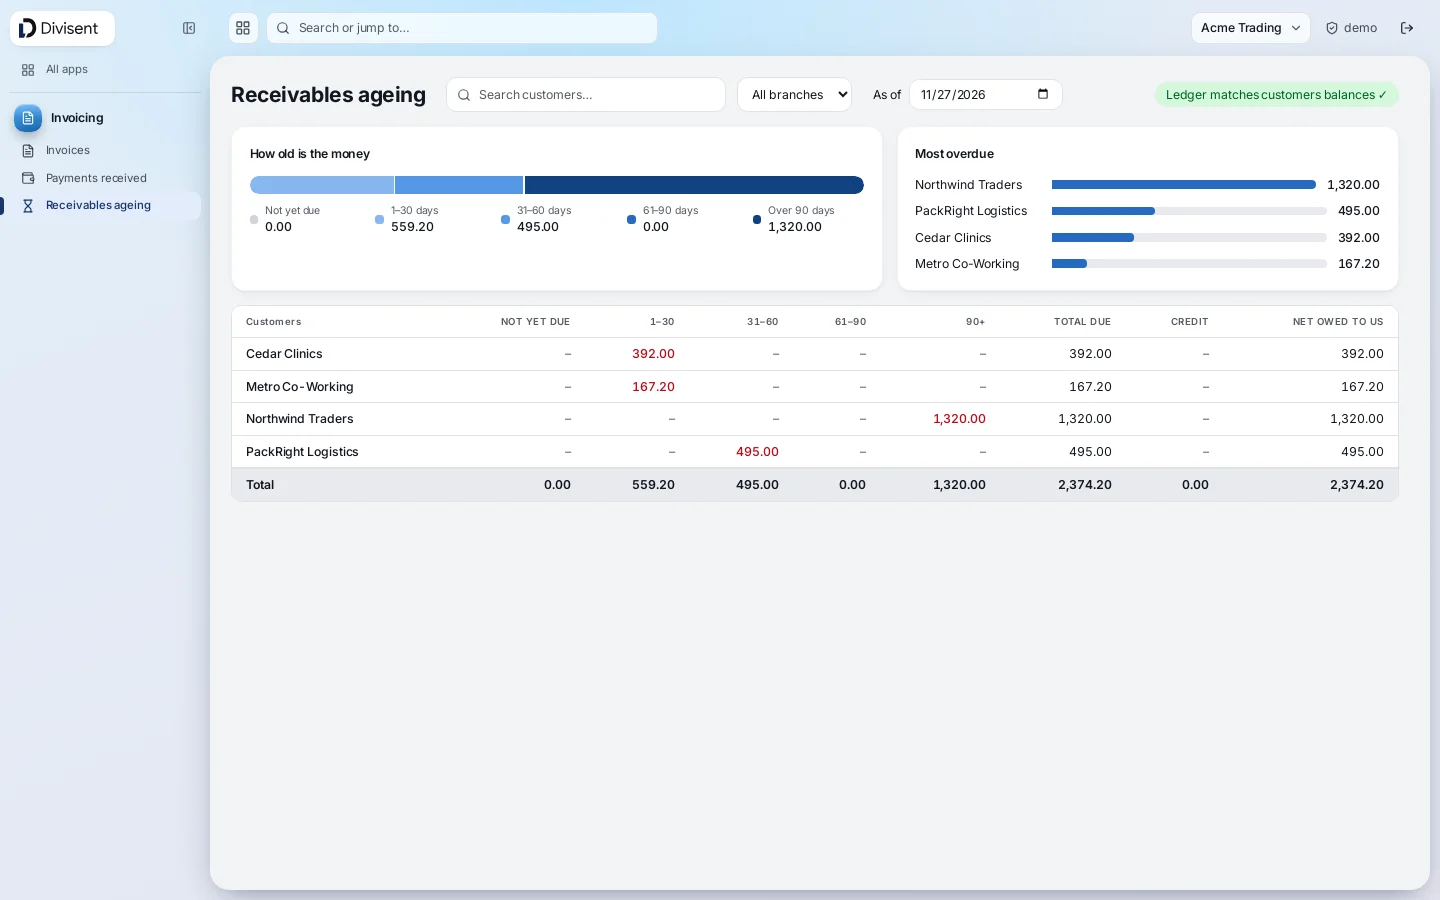 Divisent
Search or jump to...
Acme Trading
demo
All apps
Invoicing
Invoices
Payments received
Receivables ageing
Receivables ageing
Search customers...
All branches
As of
11/27/2026
Ledger matches customers balances ✓
How old is the money
Not yet due
0.00
1–30 days
559.20
31–60 days
495.00
61–90 days
0.00
Over 90 days
1,320.00
Most overdue
Northwind Traders 1,320.00
PackRight Logistics 495.00
Cedar Clinics 392.00
Metro Co-Working 167.20
Customers NOT YET DUE 1–30 31–60 61–90 90+ TOTAL DUE CREDIT NET OWED TO US
Cedar Clinics – 392.00 – – – 392.00 – 392.00
Metro Co-Working – 167.20 – – – 167.20 – 167.20
Northwind Traders – – – – 1,320.00 1,320.00 – 1,320.00
PackRight Logistics – – 495.00 – – 495.00 – 495.00
Total 0.00 559.20 495.00 0.00 1,320.00 2,374.20 0.00 2,374.20